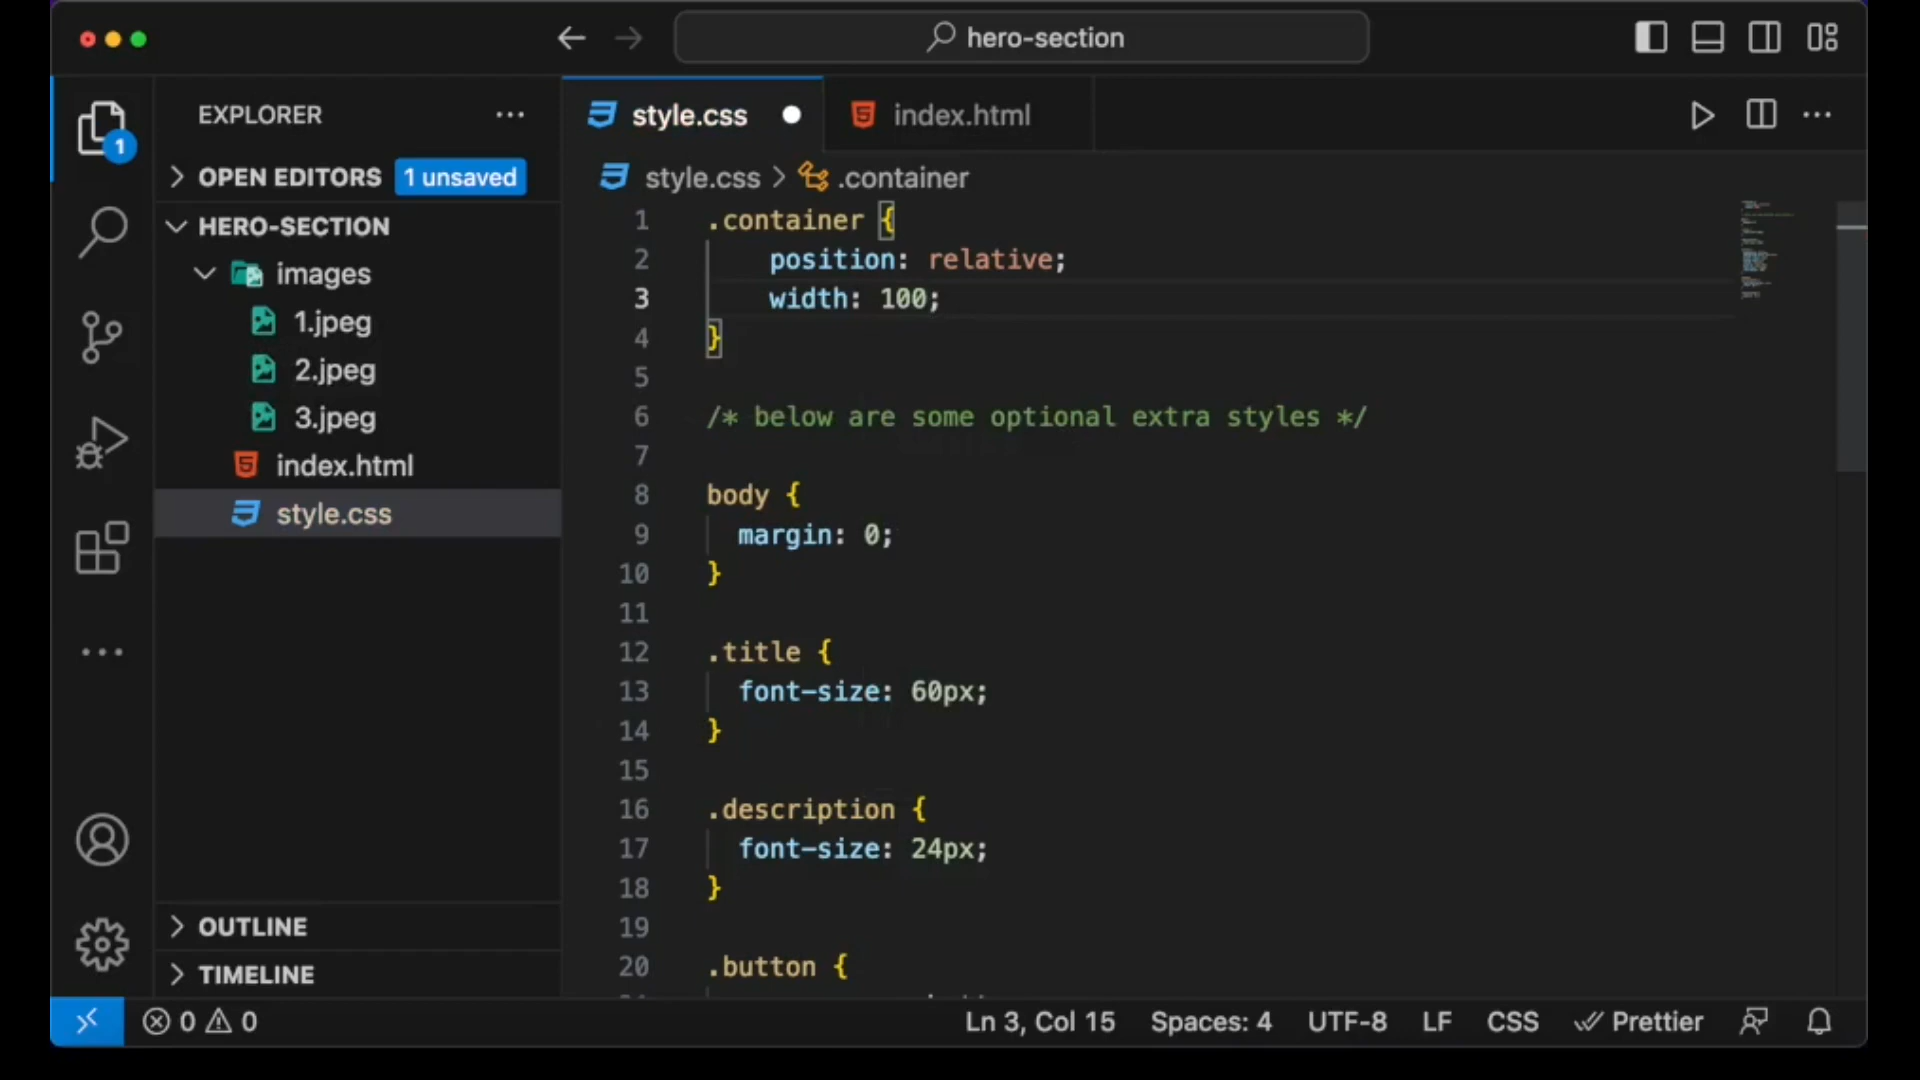 hero-section
EXPLORER
1
OPEN EDITORS 1 unsaved
HERO-SECTION
images
1.jpeg
2.jpeg
3.jpeg
index.html
style.css
OUTLINE
TIMELINE
style.css index.html
style.css > .container
1 .container {
2 position: relative;
3 width: 100;
4 }
5
6 /* below are some optional extra styles */
7
8 body {
9 margin: 0;
10 }
11
12 .title {
13 font-size: 60px;
14 }
15
16 .description {
17 font-size: 24px;
18 }
19
20 .button {
0 0 Ln 3, Col 15 Spaces: 4 UTF-8 LF CSS Prettier